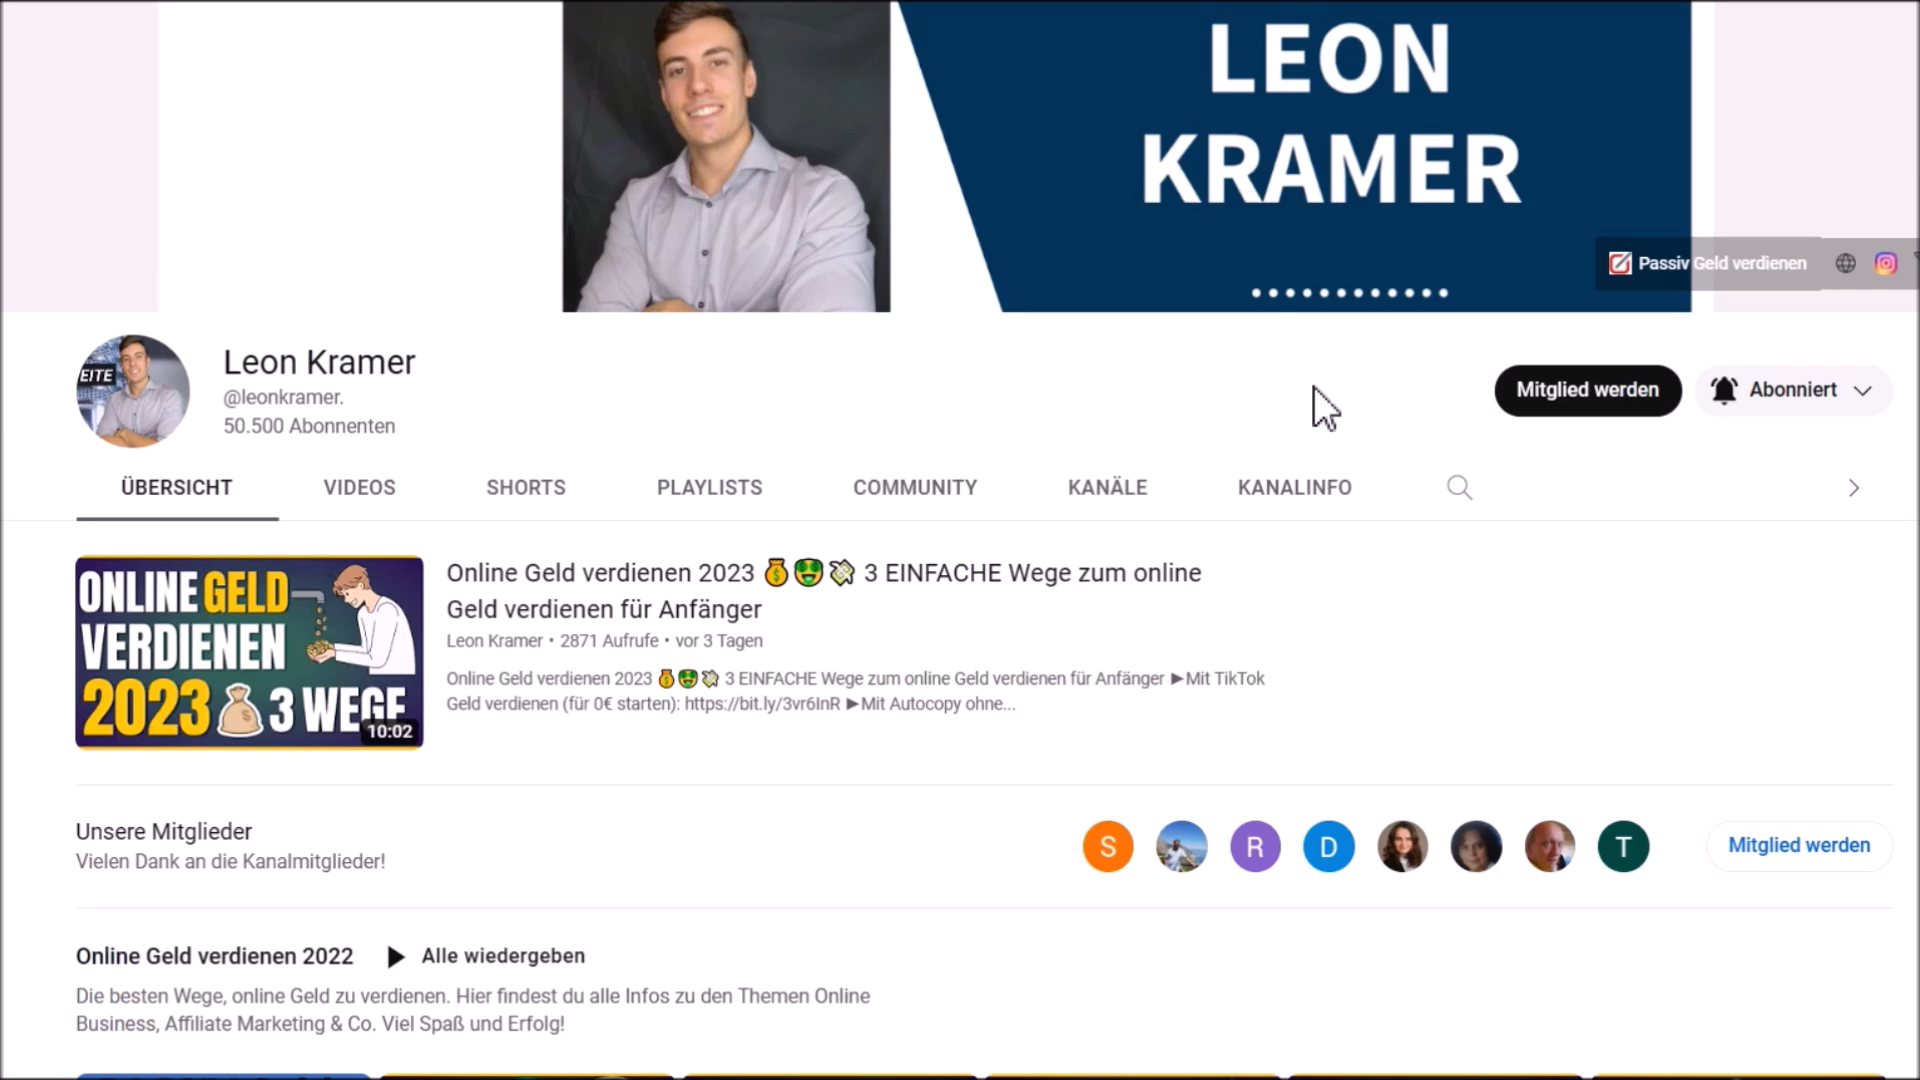 LEON
KRAMER
Passiv Geld verdienen
EITE
Leon Kramer
@leonkramer.
50.500 Abonnenten
Mitglied werden
Abonniert
ÜBERSICHT VIDEOS SHORTS PLAYLISTS COMMUNITY KANÄLE KANALINFO
ONLINE GELD
VERDIENEN
2023 3 WEGE
10:02
Online Geld verdienen 2023 💰🤑💸 3 EINFACHE Wege zum online
Geld verdienen für Anfänger
Leon Kramer • 2871 Aufrufe • vor 3 Tagen
Online Geld verdienen 2023 💰🤑💸 3 EINFACHE Wege zum online Geld verdienen für Anfänger ►Mit TikTok
Geld verdienen (für 0€ starten): https://bit.ly/3vr6InR ►Mit Autocopy ohne...
Unsere Mitglieder
Vielen Dank an die Kanalmitglieder!
S R D T
Mitglied werden
Online Geld verdienen 2022 ▶ Alle wiedergeben
Die besten Wege, online Geld zu verdienen. Hier findest du alle Infos zu den Themen Online
Business, Affiliate Marketing & Co. Viel Spaß und Erfolg!